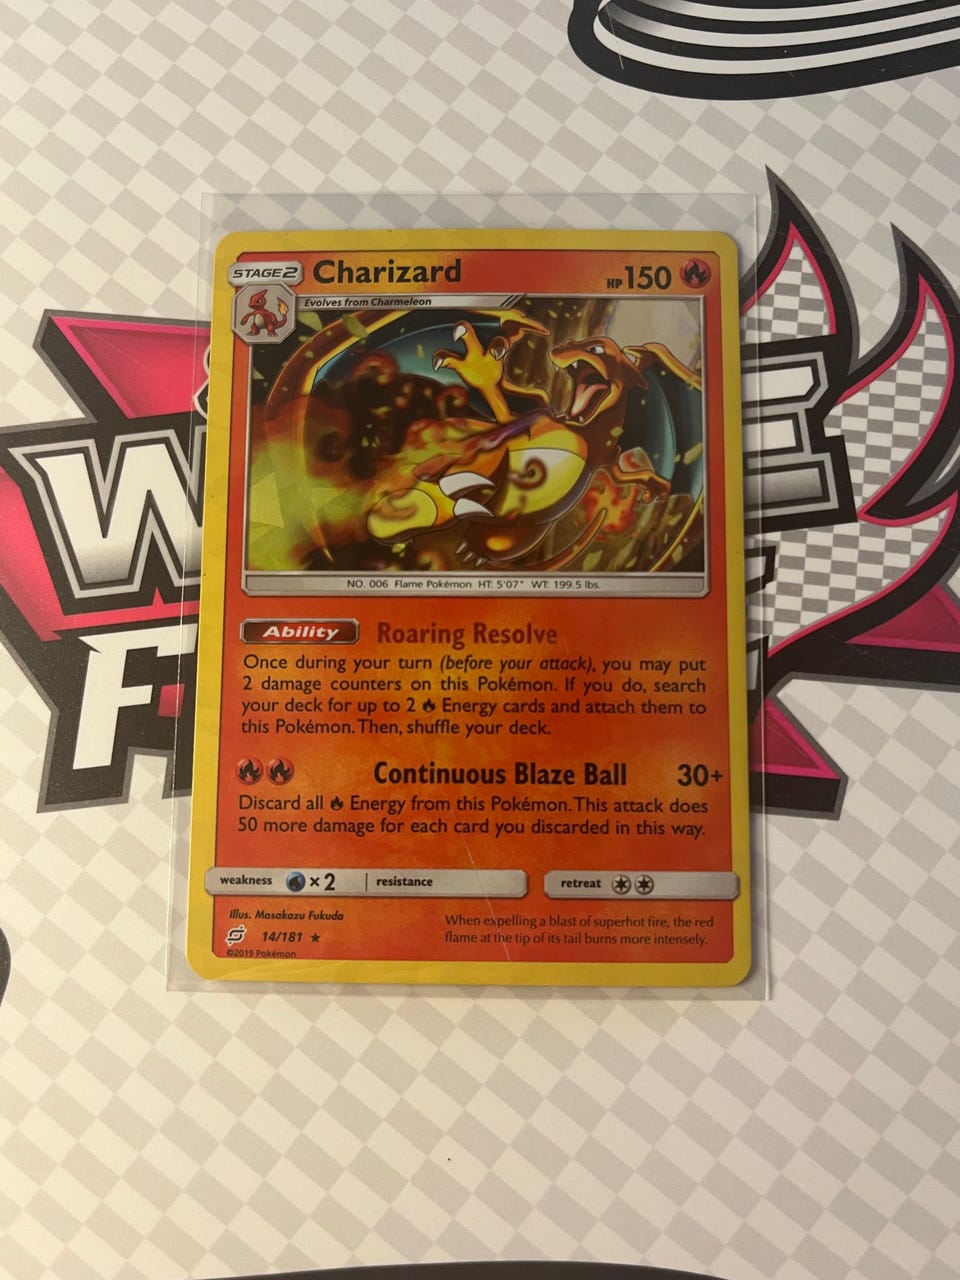 STAGE2 Charizard HP150
Evolves from Charmeleon
NO. 006 Flame Pokémon HT: 5'07" WT: 199.5 lbs.
Ability Roaring Resolve
Once during your turn (before your attack), you may put
2 damage counters on this Pokémon. If you do, search
your deck for up to 2 Energy cards and attach them to
this Pokémon. Then, shuffle your deck.
Continuous Blaze Ball 30+
Discard all Energy from this Pokémon. This attack does
50 more damage for each card you discarded in this way.
weakness ×2 resistance retreat
Illus. Masakazu Fukuda
14/181
©2019 Pokémon
When expelling a blast of superhot fire, the red
flame at the tip of its tail burns more intensely.